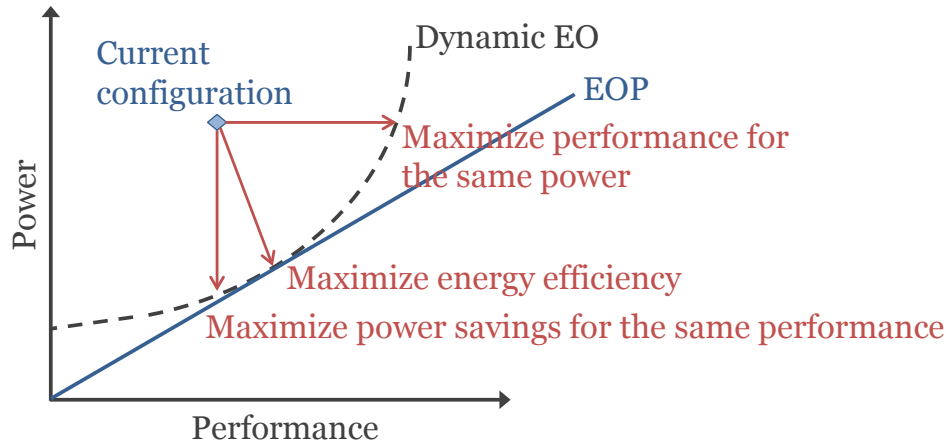 Dynamic EO
Current
configuration
EOP
Maximize performance for
the same power
Power
Maximize energy efficiency
Maximize power savings for the same performance
Performance